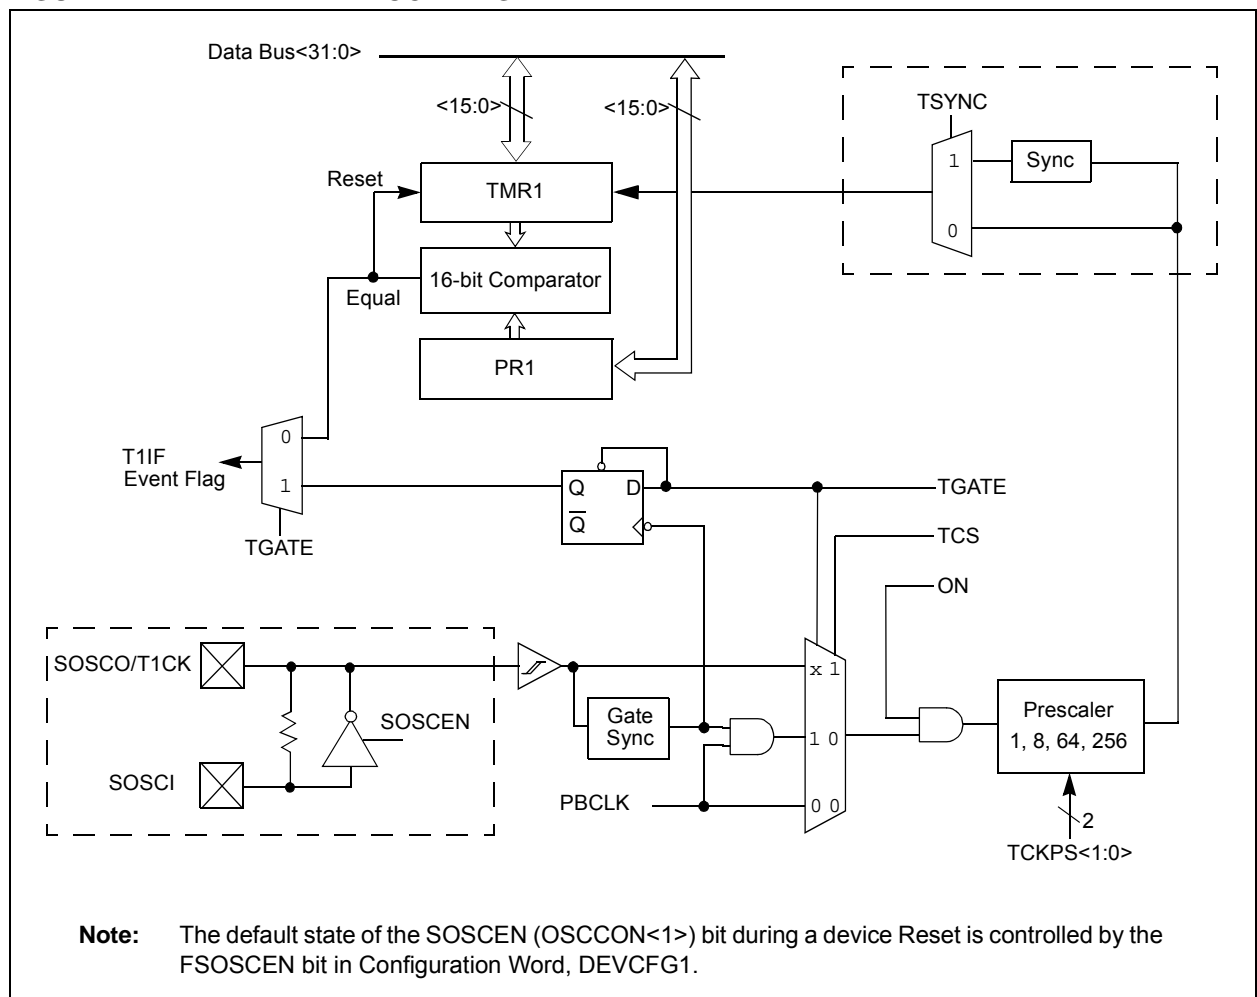 Data Bus<31:0>
<15:0>
<15:0>
TSYNC
1
Sync
0
Reset
TMR1
16-bit Comparator
Equal
PR1
0
1
T1IF
Event Flag
TGATE
Q
D
Q
TGATE
TCS
ON
SOSCO/T1CK
SOSCEN
SOSCI
Gate
Sync
PBCLK
x 1
1 0
0 0
Prescaler
1, 8, 64, 256
2
TCKPS<1:0>
Note: The default state of the SOSCEN (OSCCON<1>) bit during a device Reset is controlled by the
FSOSCEN bit in Configuration Word, DEVCFG1.